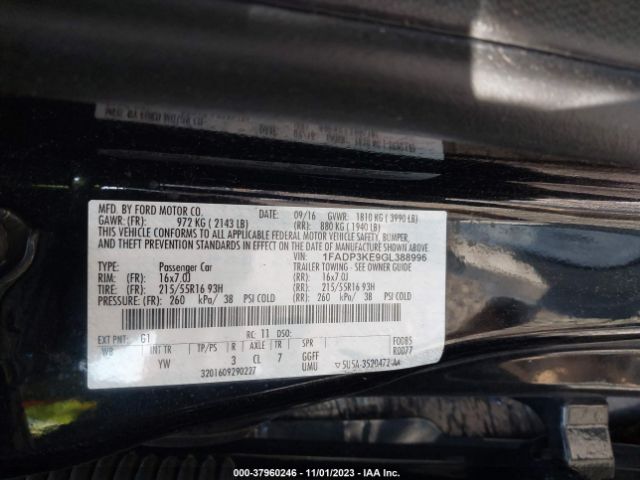 MFD. BY FORD MOTOR CO.
DATE: 09/16 GVWR: 1810 KG ( 3990 LB)
GAWR: (FR): 972 KG ( 2143 LB) (RR): 880 KG ( 1940 LB)
THIS VEHICLE CONFORMS TO ALL APPLICABLE FEDERAL MOTOR VEHICLE SAFETY, BUMPER,
AND THEFT PREVENTION STANDARDS IN EFFECT ON THE DATE OF MANUFACTURE SHOWN ABOVE.
VIN: 1FADP3KE9GL388996
TYPE: Passenger Car TRAILER TOWING - SEE OWNER GUIDE
RIM: (FR): 16x7.0J (RR): 16x7.0J
TIRE: (FR): 215/55R16 93H (RR): 215/55R16 93H
PRESSURE: (FR) 260 kPa/ 38 PSI COLD (RR): 260 kPa/ 38 PSI COLD
EXT PNT: G1 RC: 11 DSO:
WB INT TR TP/PS R AXLE TR SPR F0085
YW 3 CL 7 GGFF R0077
UMU
3201609290227 5U5A-3520472-AA
000-37960246 - 11/01/2023 - IAA Inc.